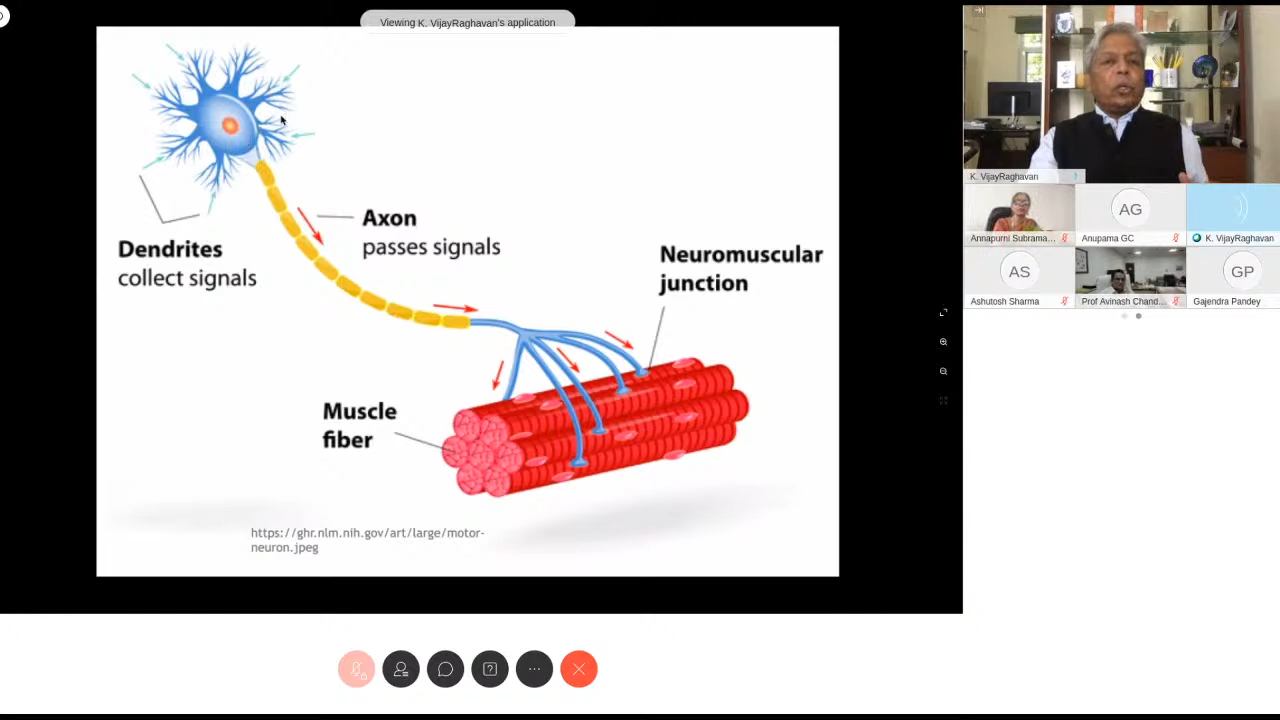 Viewing K. VijayRaghavan's application
Axon
passes signals
Dendrites
collect signals
Neuromuscular
junction
Muscle
fiber
https://ghr.nlm.nih.gov/art/large/motor-
neuron.jpeg
K. VijayRaghavan
AG
Annapurni Subrama...
Anupama GC
K. VijayRaghavan
AS
GP
Ashutosh Sharma
Prof Avinash Chand...
Gajendra Pandey